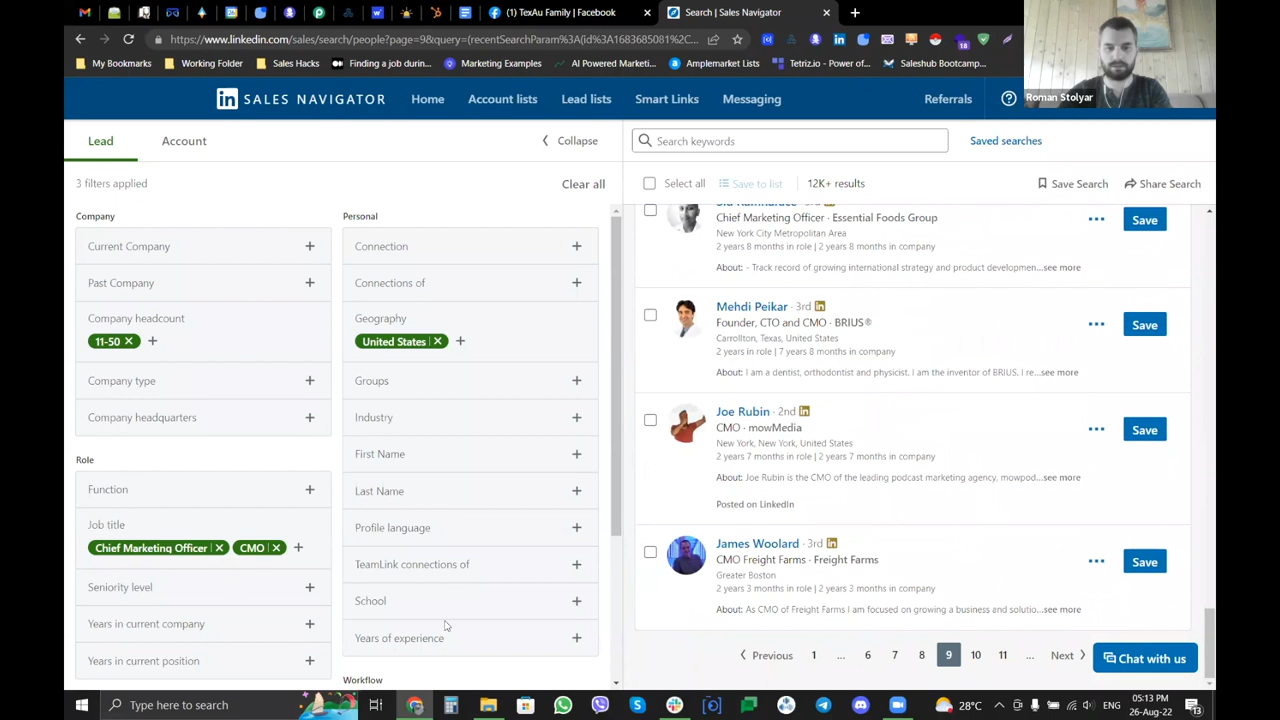 (1) TexAu Family | Facebook
Search | Sales Navigator
https://www.linkedin.com/sales/search/people?page=9&query=(recentSearchParam%3A(id%3A1683685081%2C...
18
My Bookmarks
Working Folder
Sales Hacks
Finding a job durin...
Marketing Examples
AI Powered Marketi...
Amplemarket Lists
Tetriz.io - Power of...
Saleshub Bootcamp...
Roman Stolyar
in SALES NAVIGATOR
Home
Account lists
Lead lists
Smart Links
Messaging
Referrals
Lead
Account
Collapse
Search keywords
Saved searches
3 filters applied
Clear all
Select all
Save to list
12K+ results
Save Search
Share Search
Company
Current Company
Past Company
Company headcount
11-50
Company type
Company headquarters
Role
Function
Job title
Chief Marketing Officer
CMO
Seniority level
Years in current company
Years in current position
Personal
Connection
Connections of
Geography
United States
Groups
Industry
First Name
Last Name
Profile language
TeamLink connections of
School
Years of experience
Workflow
Chief Marketing Officer · Essential Foods Group
New York City Metropolitan Area
2 years 8 months in role | 2 years 8 months in company
About: - Track record of growing international strategy and product developmen...see more
Save
Mehdi Peikar · 3rd
Founder, CTO and CMO · BRIUS®
Carrollton, Texas, United States
2 years in role | 7 years 8 months in company
About: I am a dentist, orthodontist and physicist. I am the inventor of BRIUS. I re...see more
Save
Joe Rubin · 2nd
CMO · mowMedia
New York, New York, United States
2 years 7 months in role | 2 years 7 months in company
About: Joe Rubin is the CMO of the leading podcast marketing agency, mowpod...see more
Posted on LinkedIn
Save
James Woolard · 3rd
CMO Freight Farms · Freight Farms
Greater Boston
2 years 3 months in role | 2 years 3 months in company
About: As CMO of Freight Farms I am focused on growing a business and solutio...see more
Save
Previous 1 ... 6 7 8 9 10 11 ... Next
Chat with us
Type here to search
28°C
05:13 PM
26-Aug-22
13